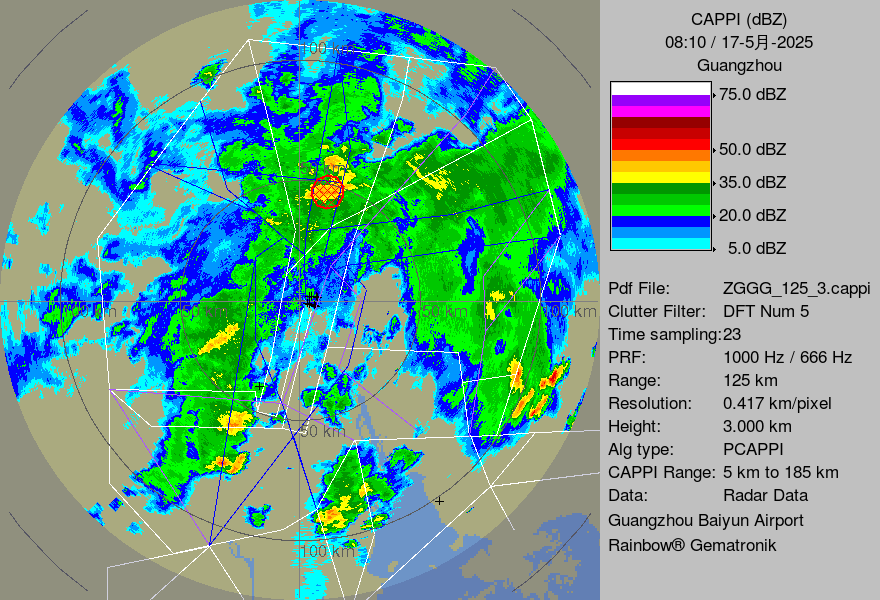 CAPPI (dBZ)
08:10 / 17-5月-2025
Guangzhou
75.0 dBZ
50.0 dBZ
35.0 dBZ
20.0 dBZ
5.0 dBZ
Pdf File: ZGGG_125_3.cappi
Clutter Filter: DFT Num 5
Time sampling:23
PRF: 1000 Hz / 666 Hz
Range: 125 km
Resolution: 0.417 km/pixel
Height: 3.000 km
Alg type: PCAPPI
CAPPI Range: 5 km to 185 km
Data: Radar Data
Guangzhou Baiyun Airport
Rainbow® Gematronik
100 km
50 km
100 km
50 km
100 km